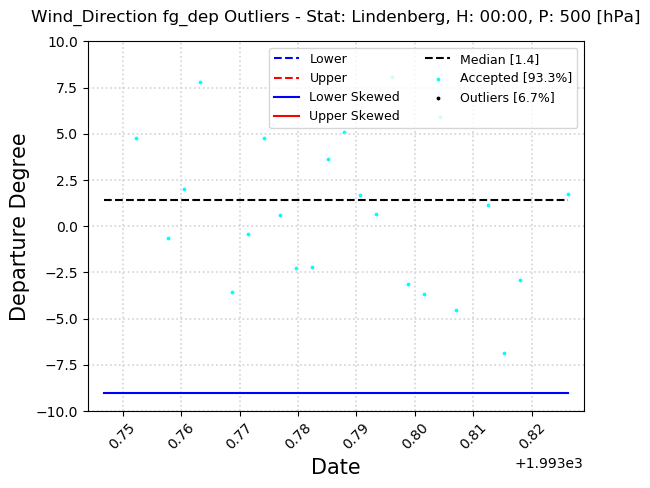 Wind_Direction fg_dep Outliers - Stat: Lindenberg, H: 00:00, P: 500 [hPa]
10.0
7.5
5.0
2.5
0.0
−2.5
−5.0
−7.5
−10.0
Departure Degree
Lower
Upper
Lower Skewed
Upper Skewed
Median [1.4]
Accepted [93.3%]
Outliers [6.7%]
0.75
0.76
0.77
0.78
0.79
0.80
0.81
0.82
+1.993e3
Date